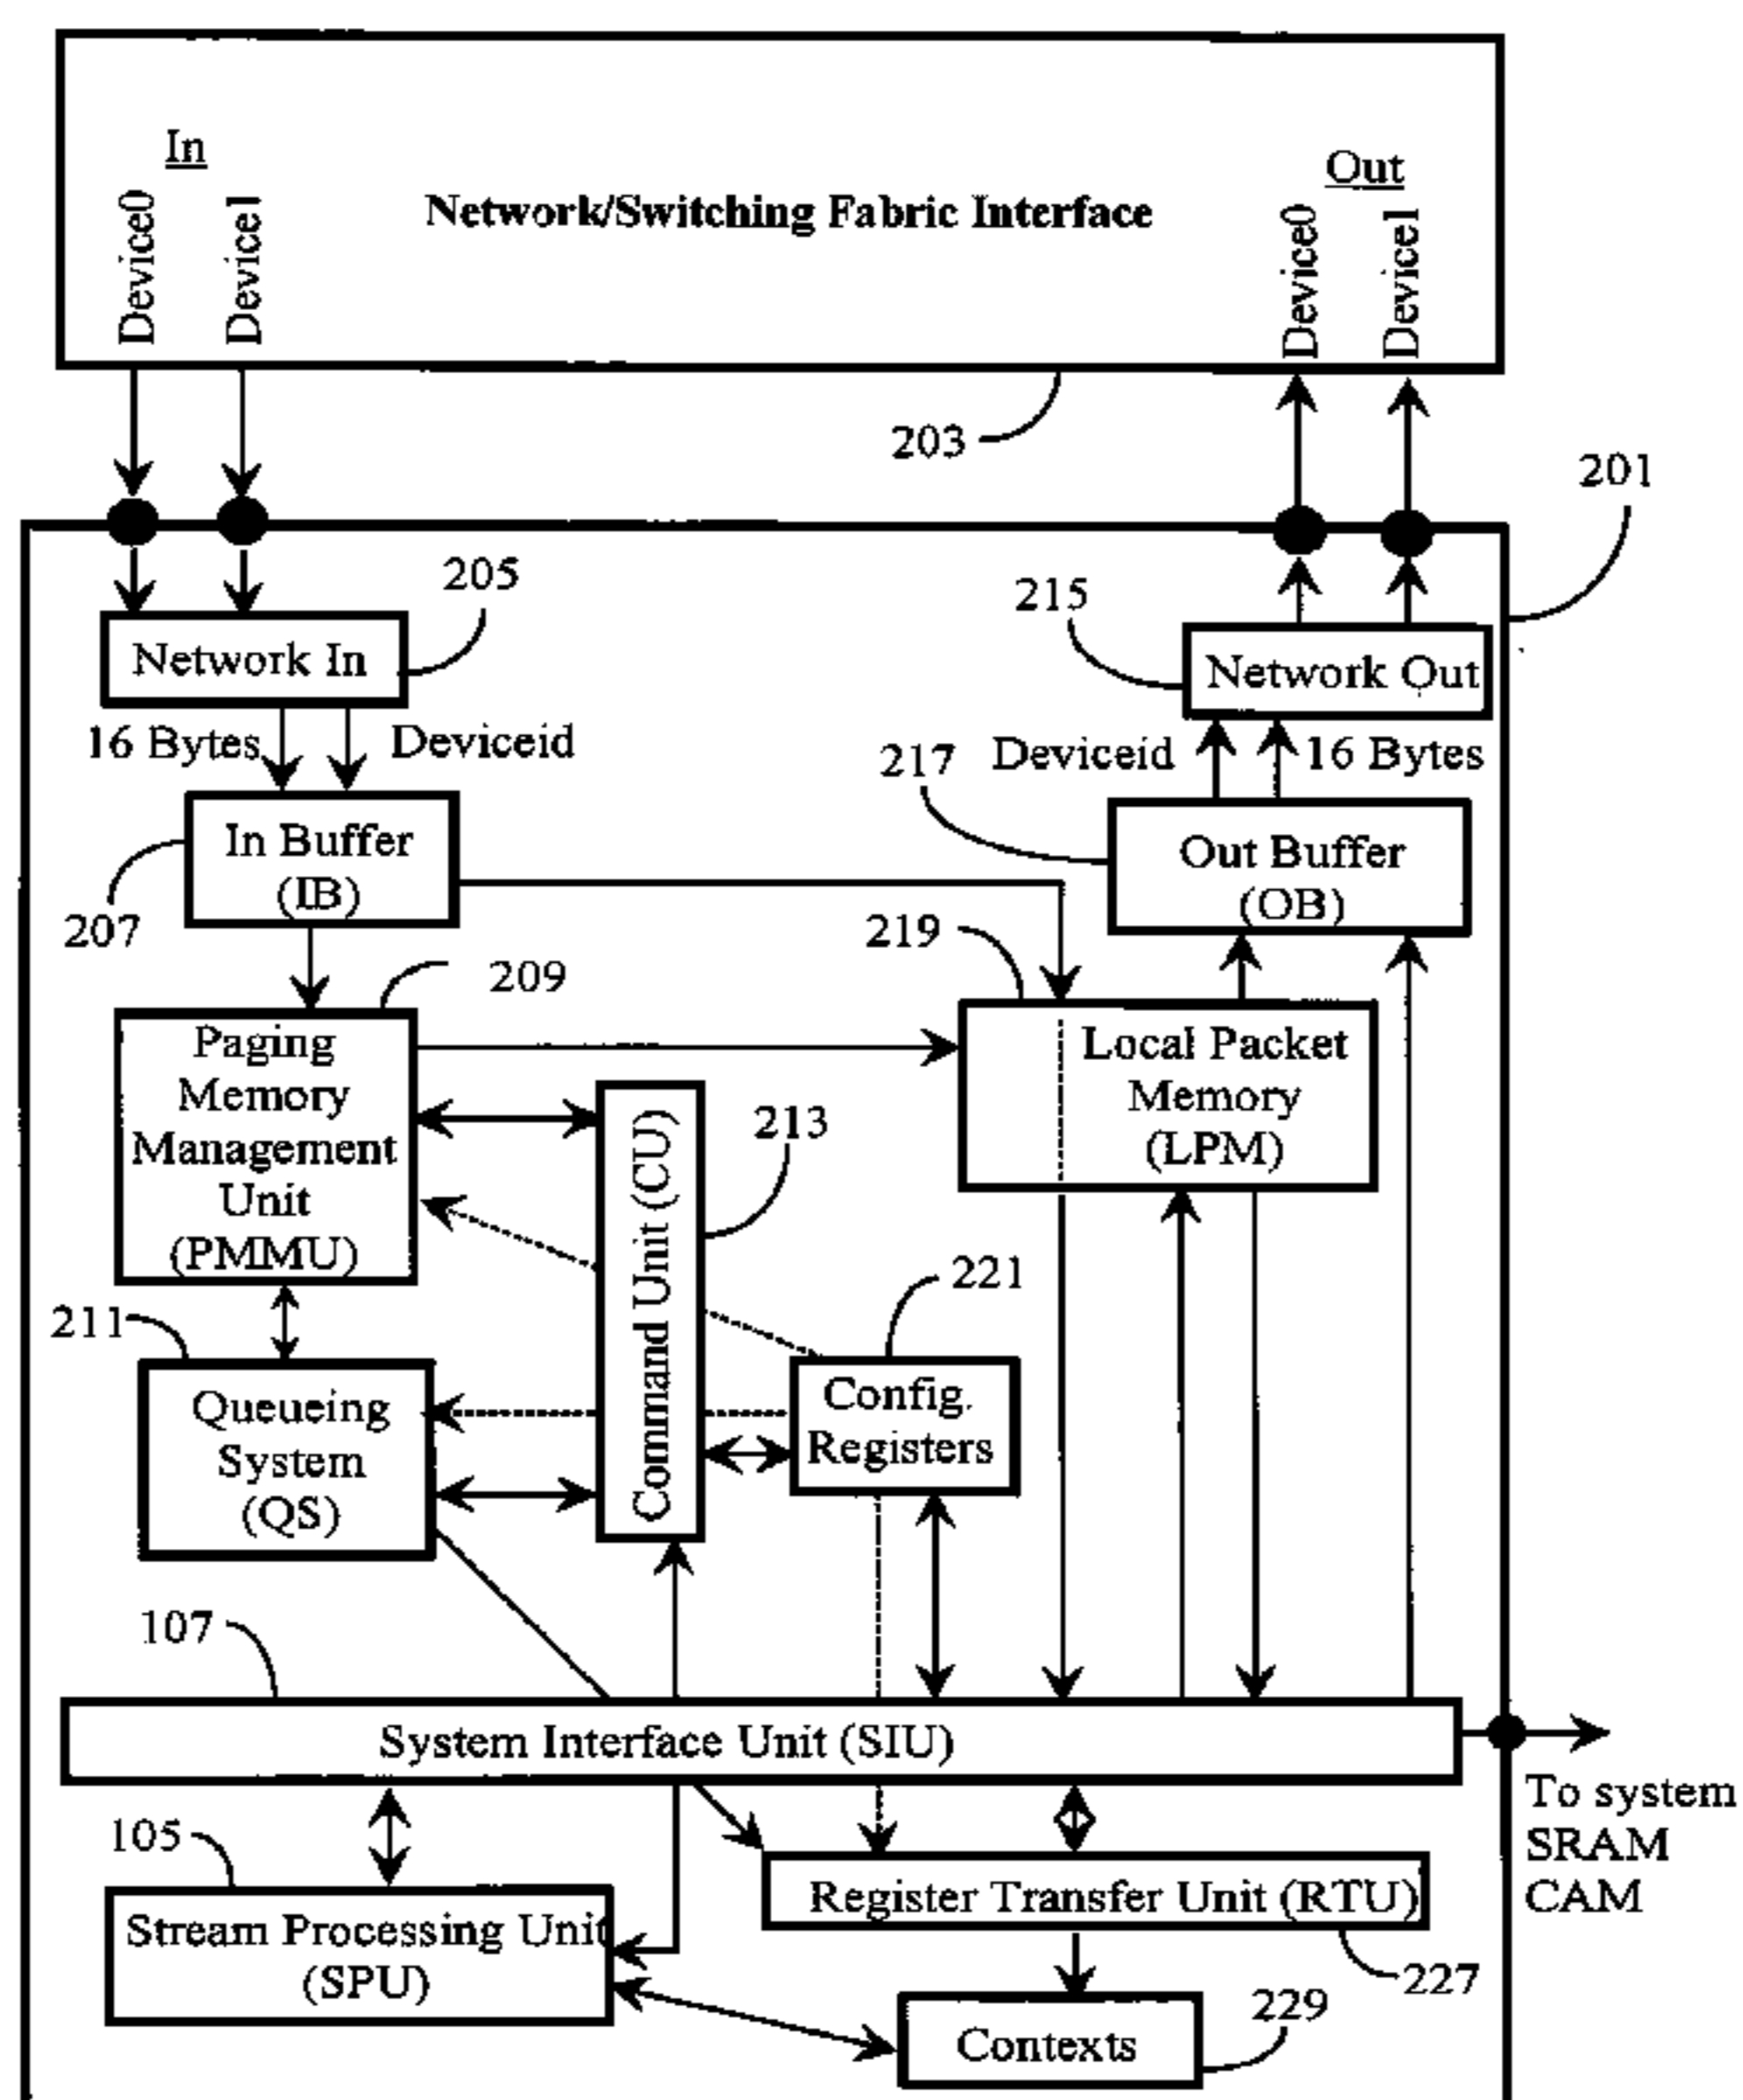 In
Out
Device0
Device1
Network/Switching Fabric Interface
Device0
Device1
203
201
205
215
Network In
Network Out
16 Bytes
Deviceid
217
Deviceid
16 Bytes
In Buffer
(IB)
Out Buffer
(OB)
207
219
209
Paging
Memory
Management
Unit
(PMMU)
Local Packet
Memory
(LPM)
213
Command Unit (CU)
221
211
Queueing
System
(QS)
Config.
Registers
107
System Interface Unit (SIU)
To system
SRAM
CAM
105
Stream Processing Unit
(SPU)
Register Transfer Unit (RTU)
227
229
Contexts